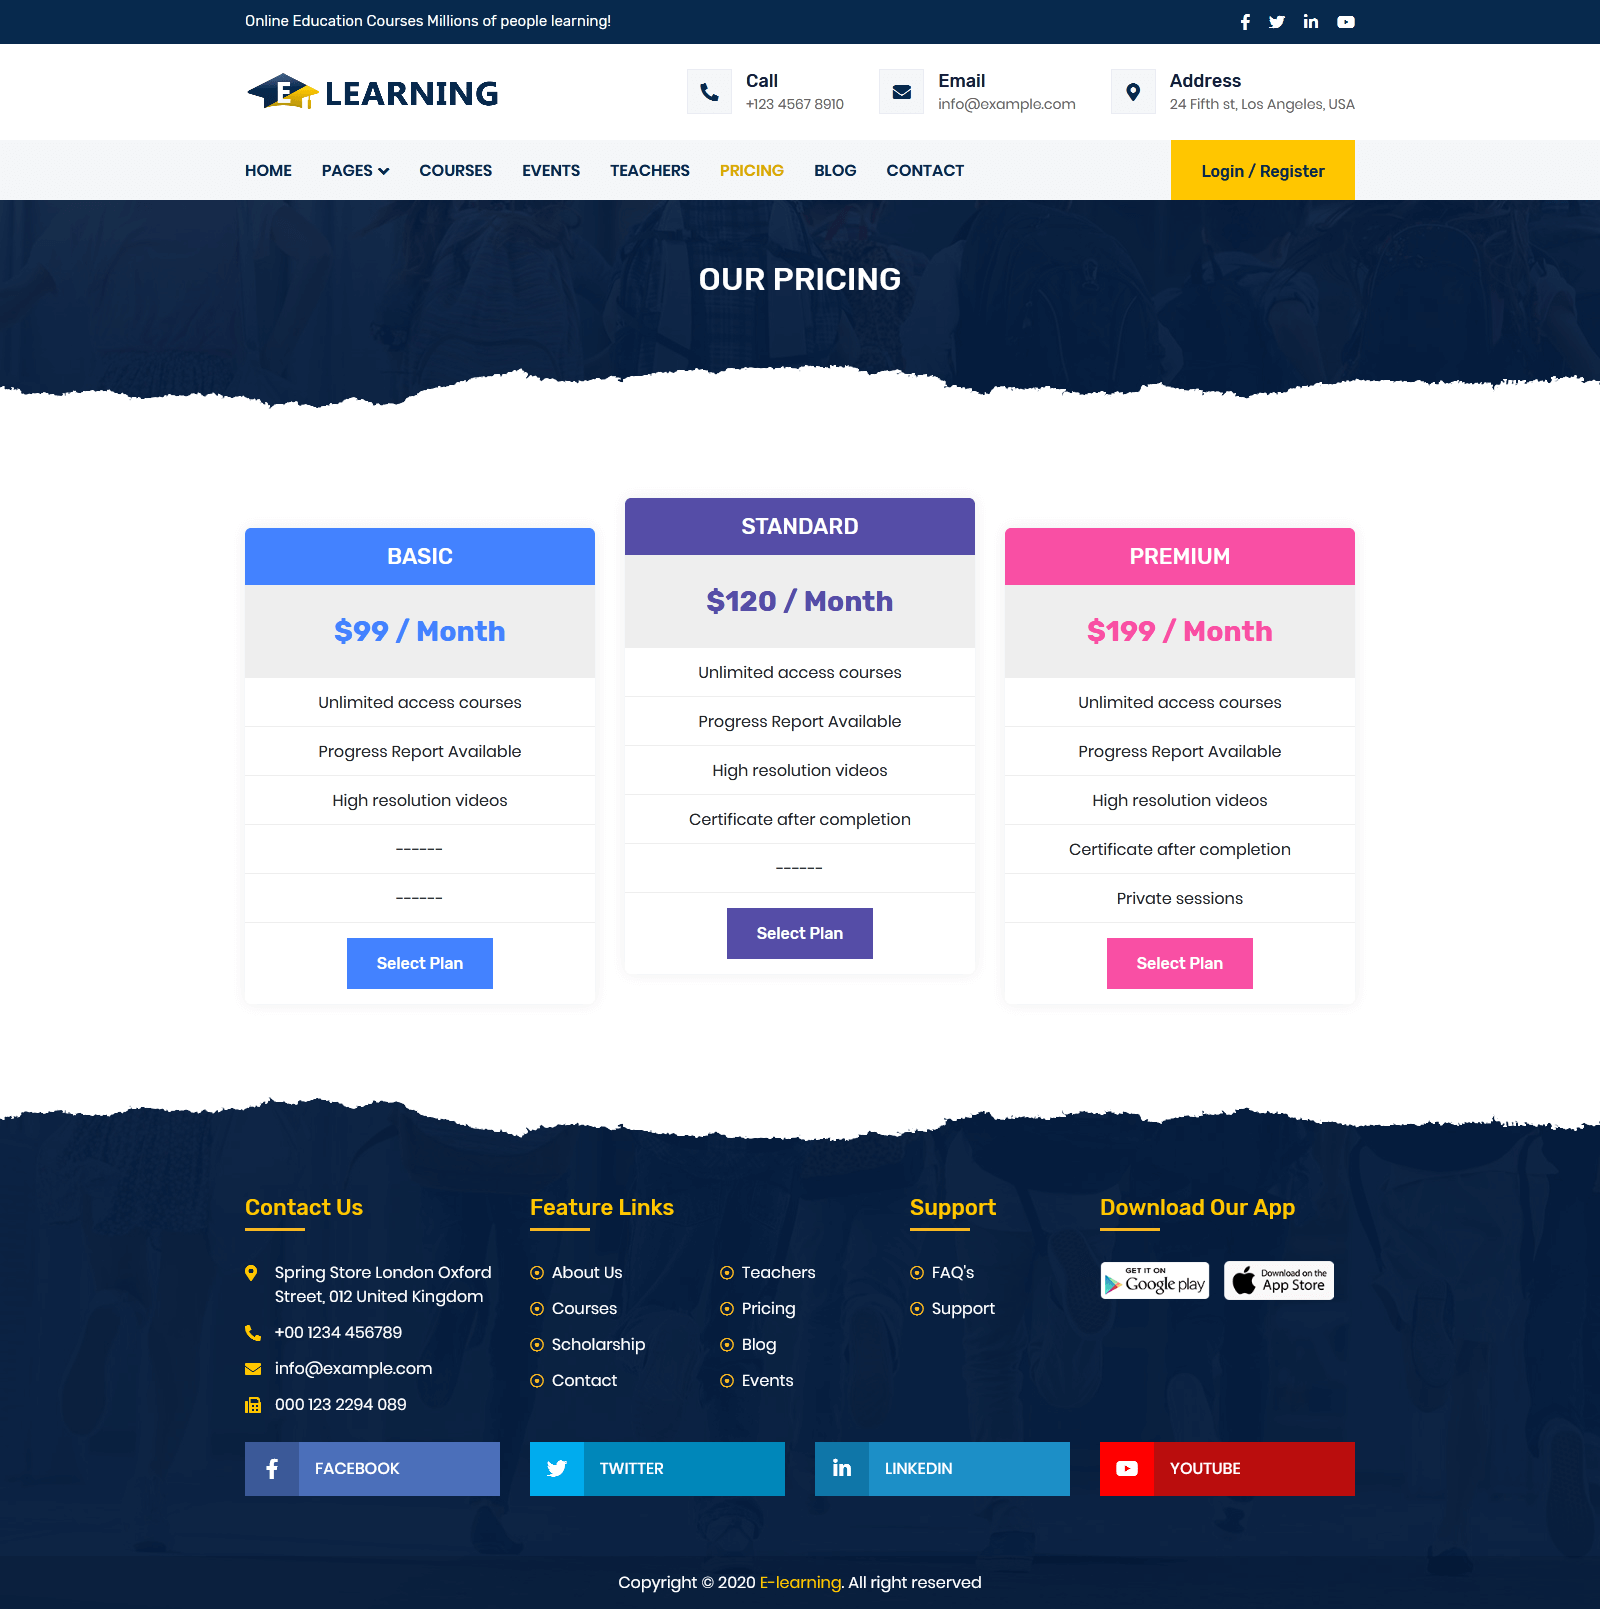 Online Education Courses Millions of people learning!
E LEARNING
Call
+123 4567 8910
Email
info@example.com
Address
24 Fifth st, Los Angeles, USA
HOME PAGES COURSES EVENTS TEACHERS PRICING BLOG CONTACT
Login / Register
OUR PRICING
BASIC
$99 / Month
Unlimited access courses
Progress Report Available
High resolution videos
------
------
Select Plan
STANDARD
$120 / Month
Unlimited access courses
Progress Report Available
High resolution videos
Certificate after completion
------
Select Plan
PREMIUM
$199 / Month
Unlimited access courses
Progress Report Available
High resolution videos
Certificate after completion
Private sessions
Select Plan
Contact Us
Spring Store London Oxford
Street, 012 United Kingdom
+00 1234 456789
info@example.com
000 123 2294 089
Feature Links
About Us
Courses
Scholarship
Contact
Teachers
Pricing
Blog
Events
Support
FAQ's
Support
Download Our App
GET IT ON
Google play
Download on the
App Store
FACEBOOK
TWITTER
LINKEDIN
YOUTUBE
Copyright © 2020 E-learning. All right reserved